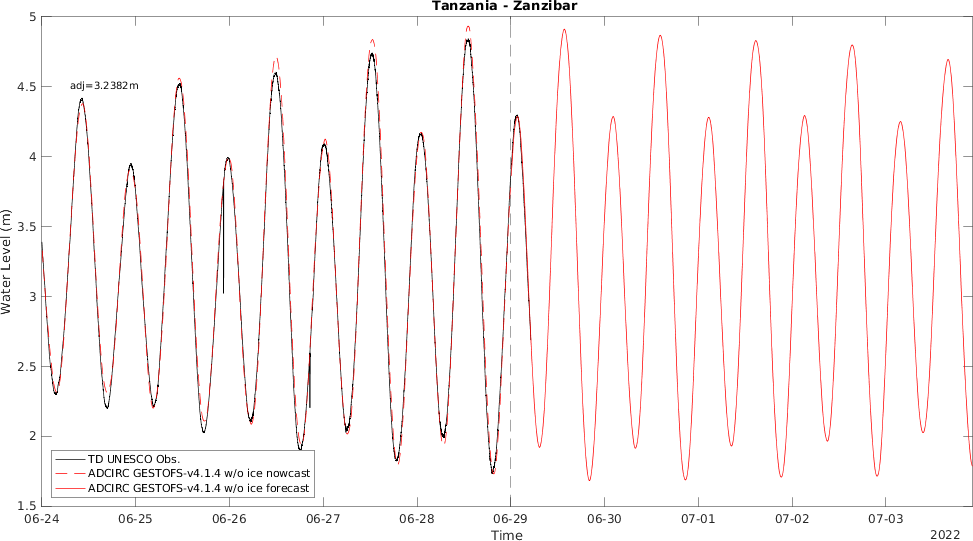 Tanzania - Zanzibar
5
4.5
4
3.5
3
2.5
2
1.5
Water Level (m)
adj=3.2382m
TD UNESCO Obs.
ADCIRC GESTOFS-v4.1.4 w/o ice nowcast
ADCIRC GESTOFS-v4.1.4 w/o ice forecast
06-24 06-25 06-26 06-27 06-28 06-29 06-30 07-01 07-02 07-03
Time
2022